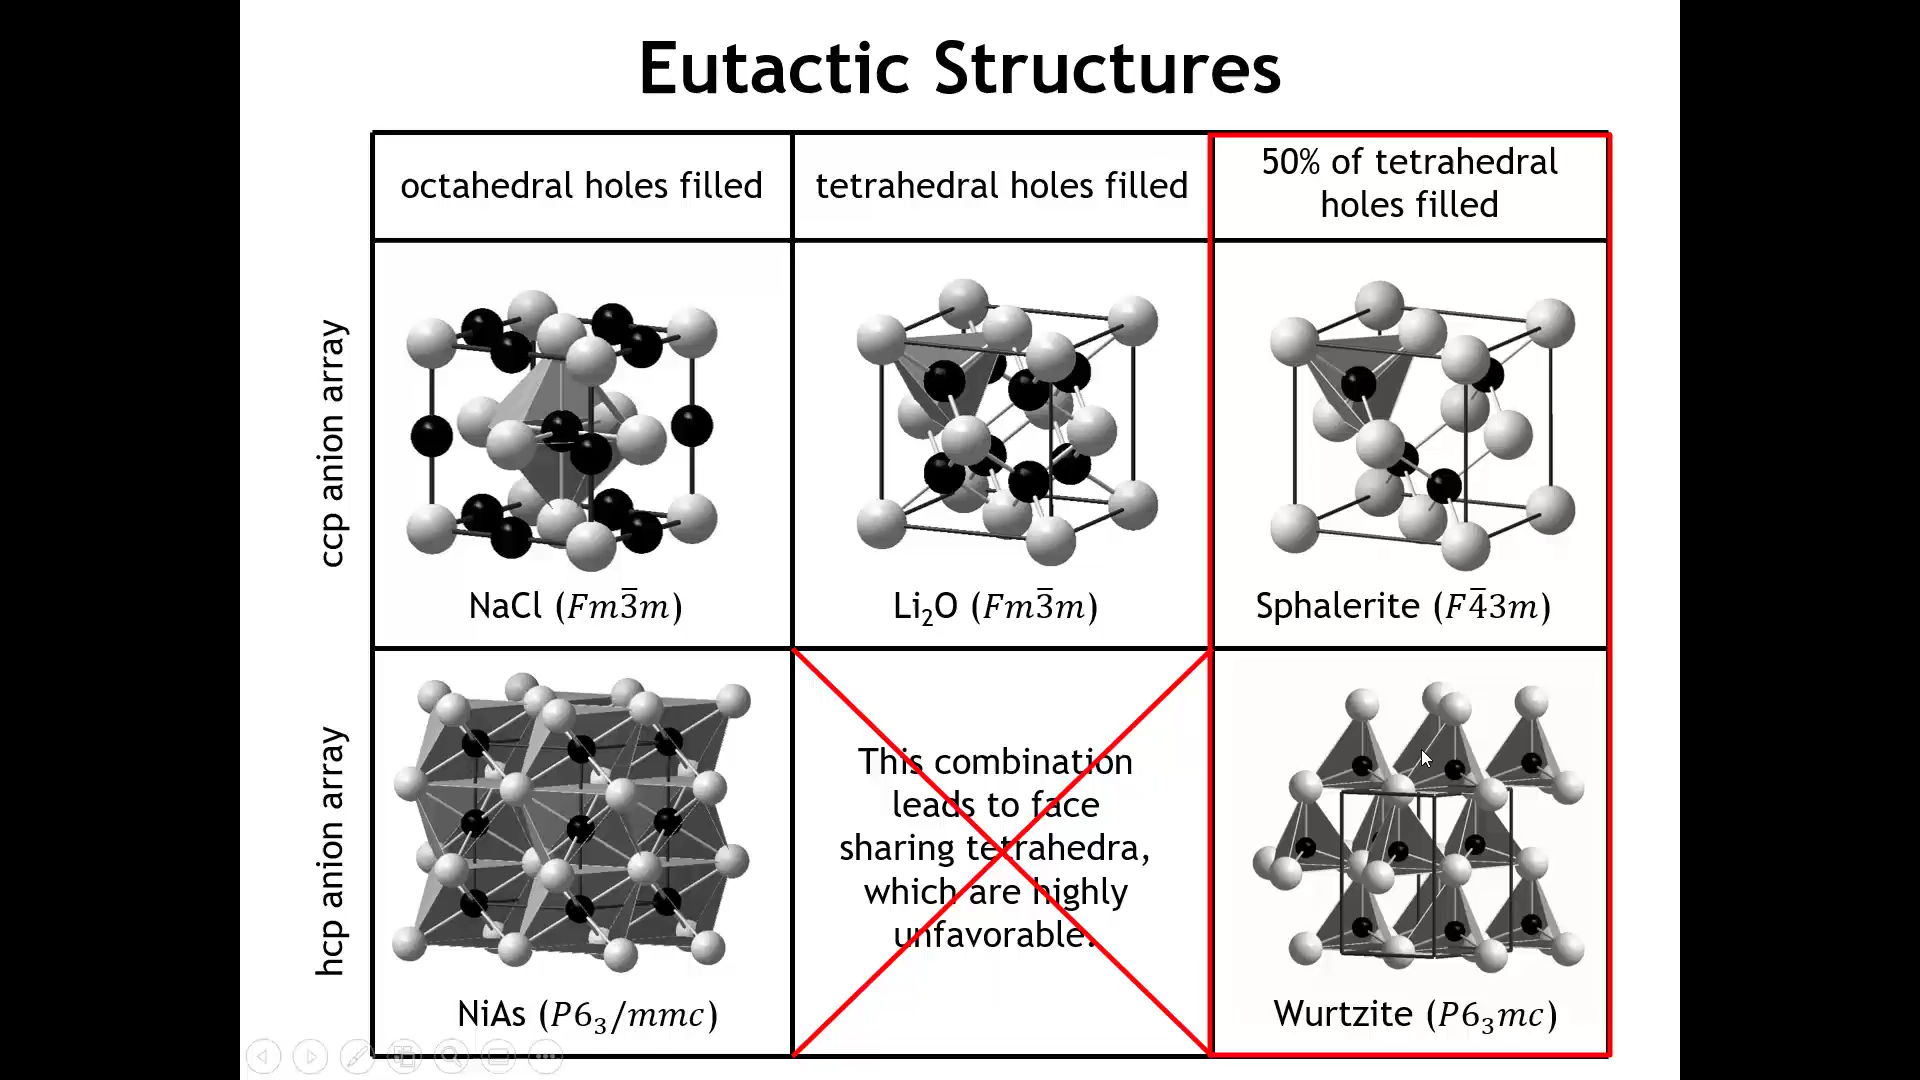 Eutactic Structures
octahedral holes filled
tetrahedral holes filled
50% of tetrahedral
holes filled
ccp anion array
NaCl (Fm3̅m)
Li₂O (Fm3̅m)
Sphalerite (F4̅3m)
hcp anion array
NiAs (P6₃/mmc)
This combination
leads to face
sharing tetrahedra,
which are highly
unfavorable.
Wurtzite (P6₃mc)